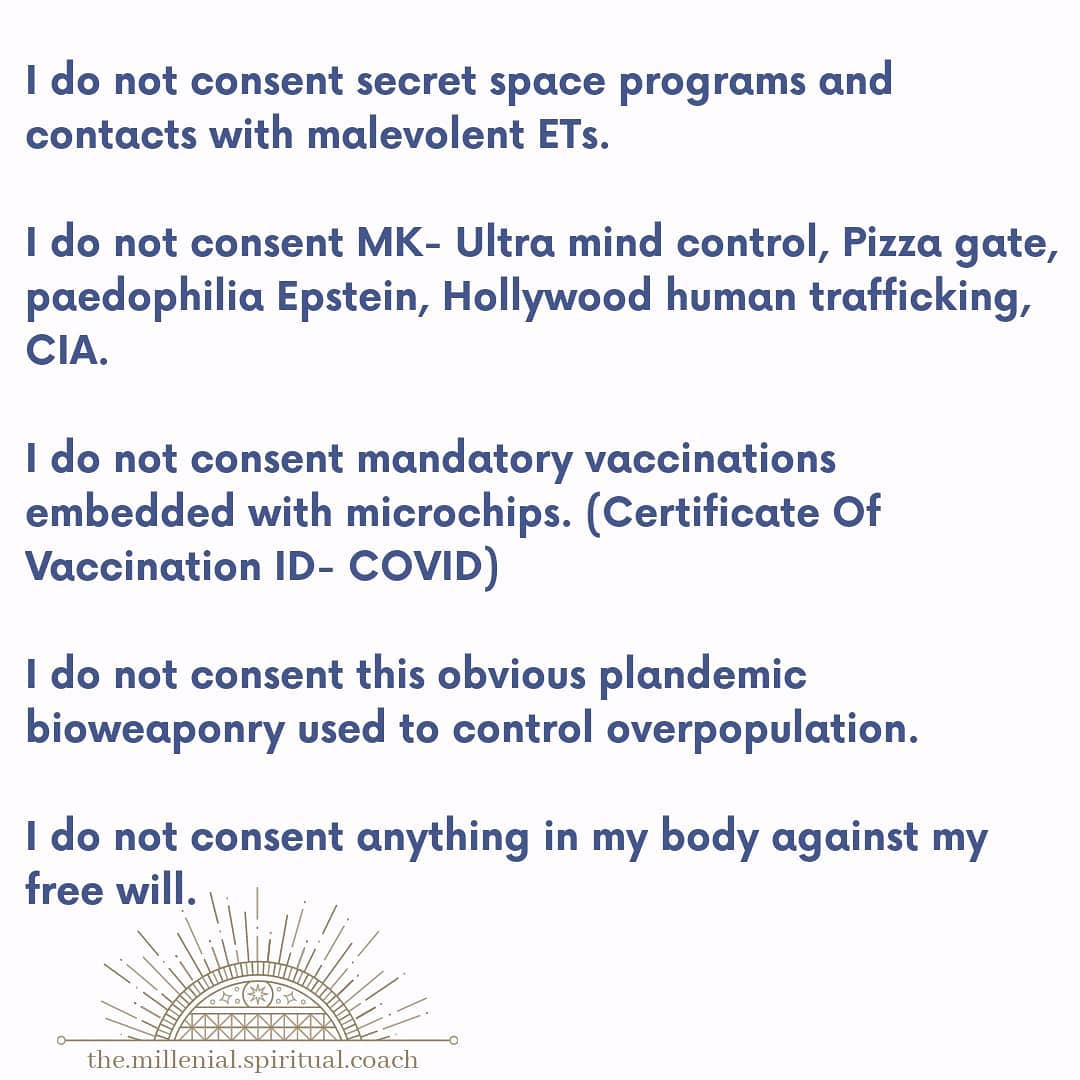 I do not consent secret space programs and
contacts with malevolent ETs.
I do not consent MK- Ultra mind control, Pizza gate,
paedophilia Epstein, Hollywood human trafficking,
CIA.
I do not consent mandatory vaccinations
embedded with microchips. (Certificate Of
Vaccination ID- COVID)
I do not consent this obvious plandemic
bioweaponry used to control overpopulation.
I do not consent anything in my body against my
free will.
the.millenial.spiritual.coach